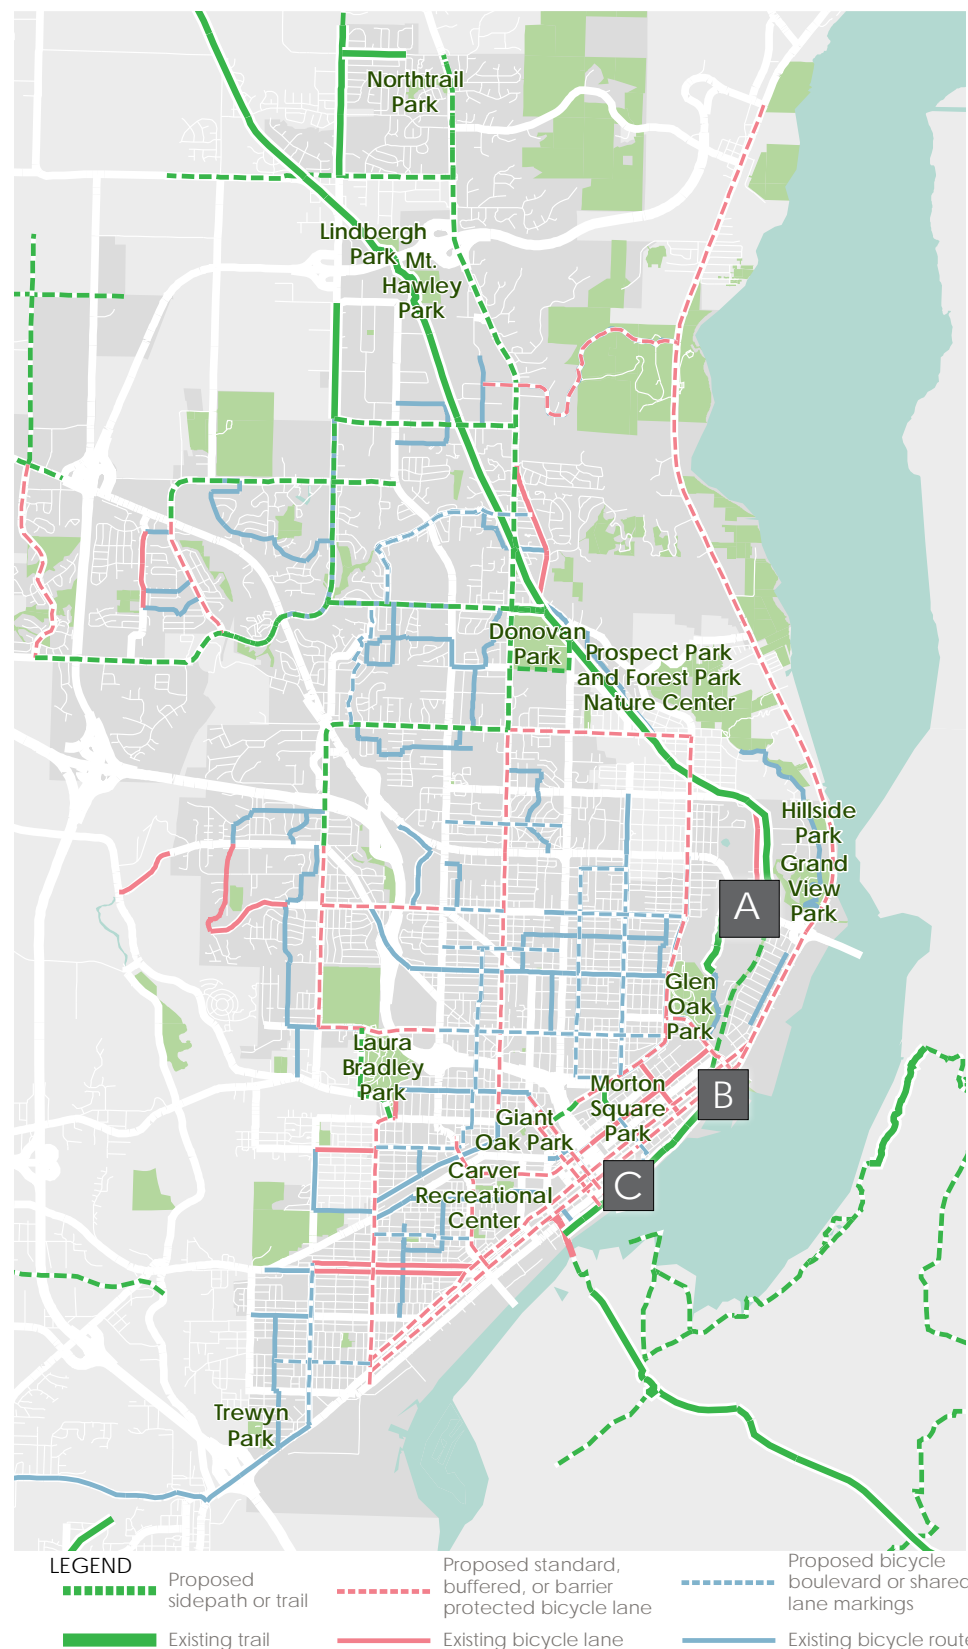 Northtrail
Park
Lindbergh
Park
Mt.
Hawley
Park
Donovan
Park
Prospect Park
and Forest Park
Nature Center
Hillside
Park
Grand
View
Park
A
Glen
Oak
Park
Laura
Bradley
Park
B
Morton
Square
Park
Giant
Oak Park
C
Carver
Recreational
Center
Trewyn
Park
LEGEND
Proposed
sidepath or trail
Proposed standard,
buffered, or barrier
protected bicycle lane
Proposed bicycle
boulevard or shared
lane markings
Existing trail
Existing bicycle lane
Existing bicycle route